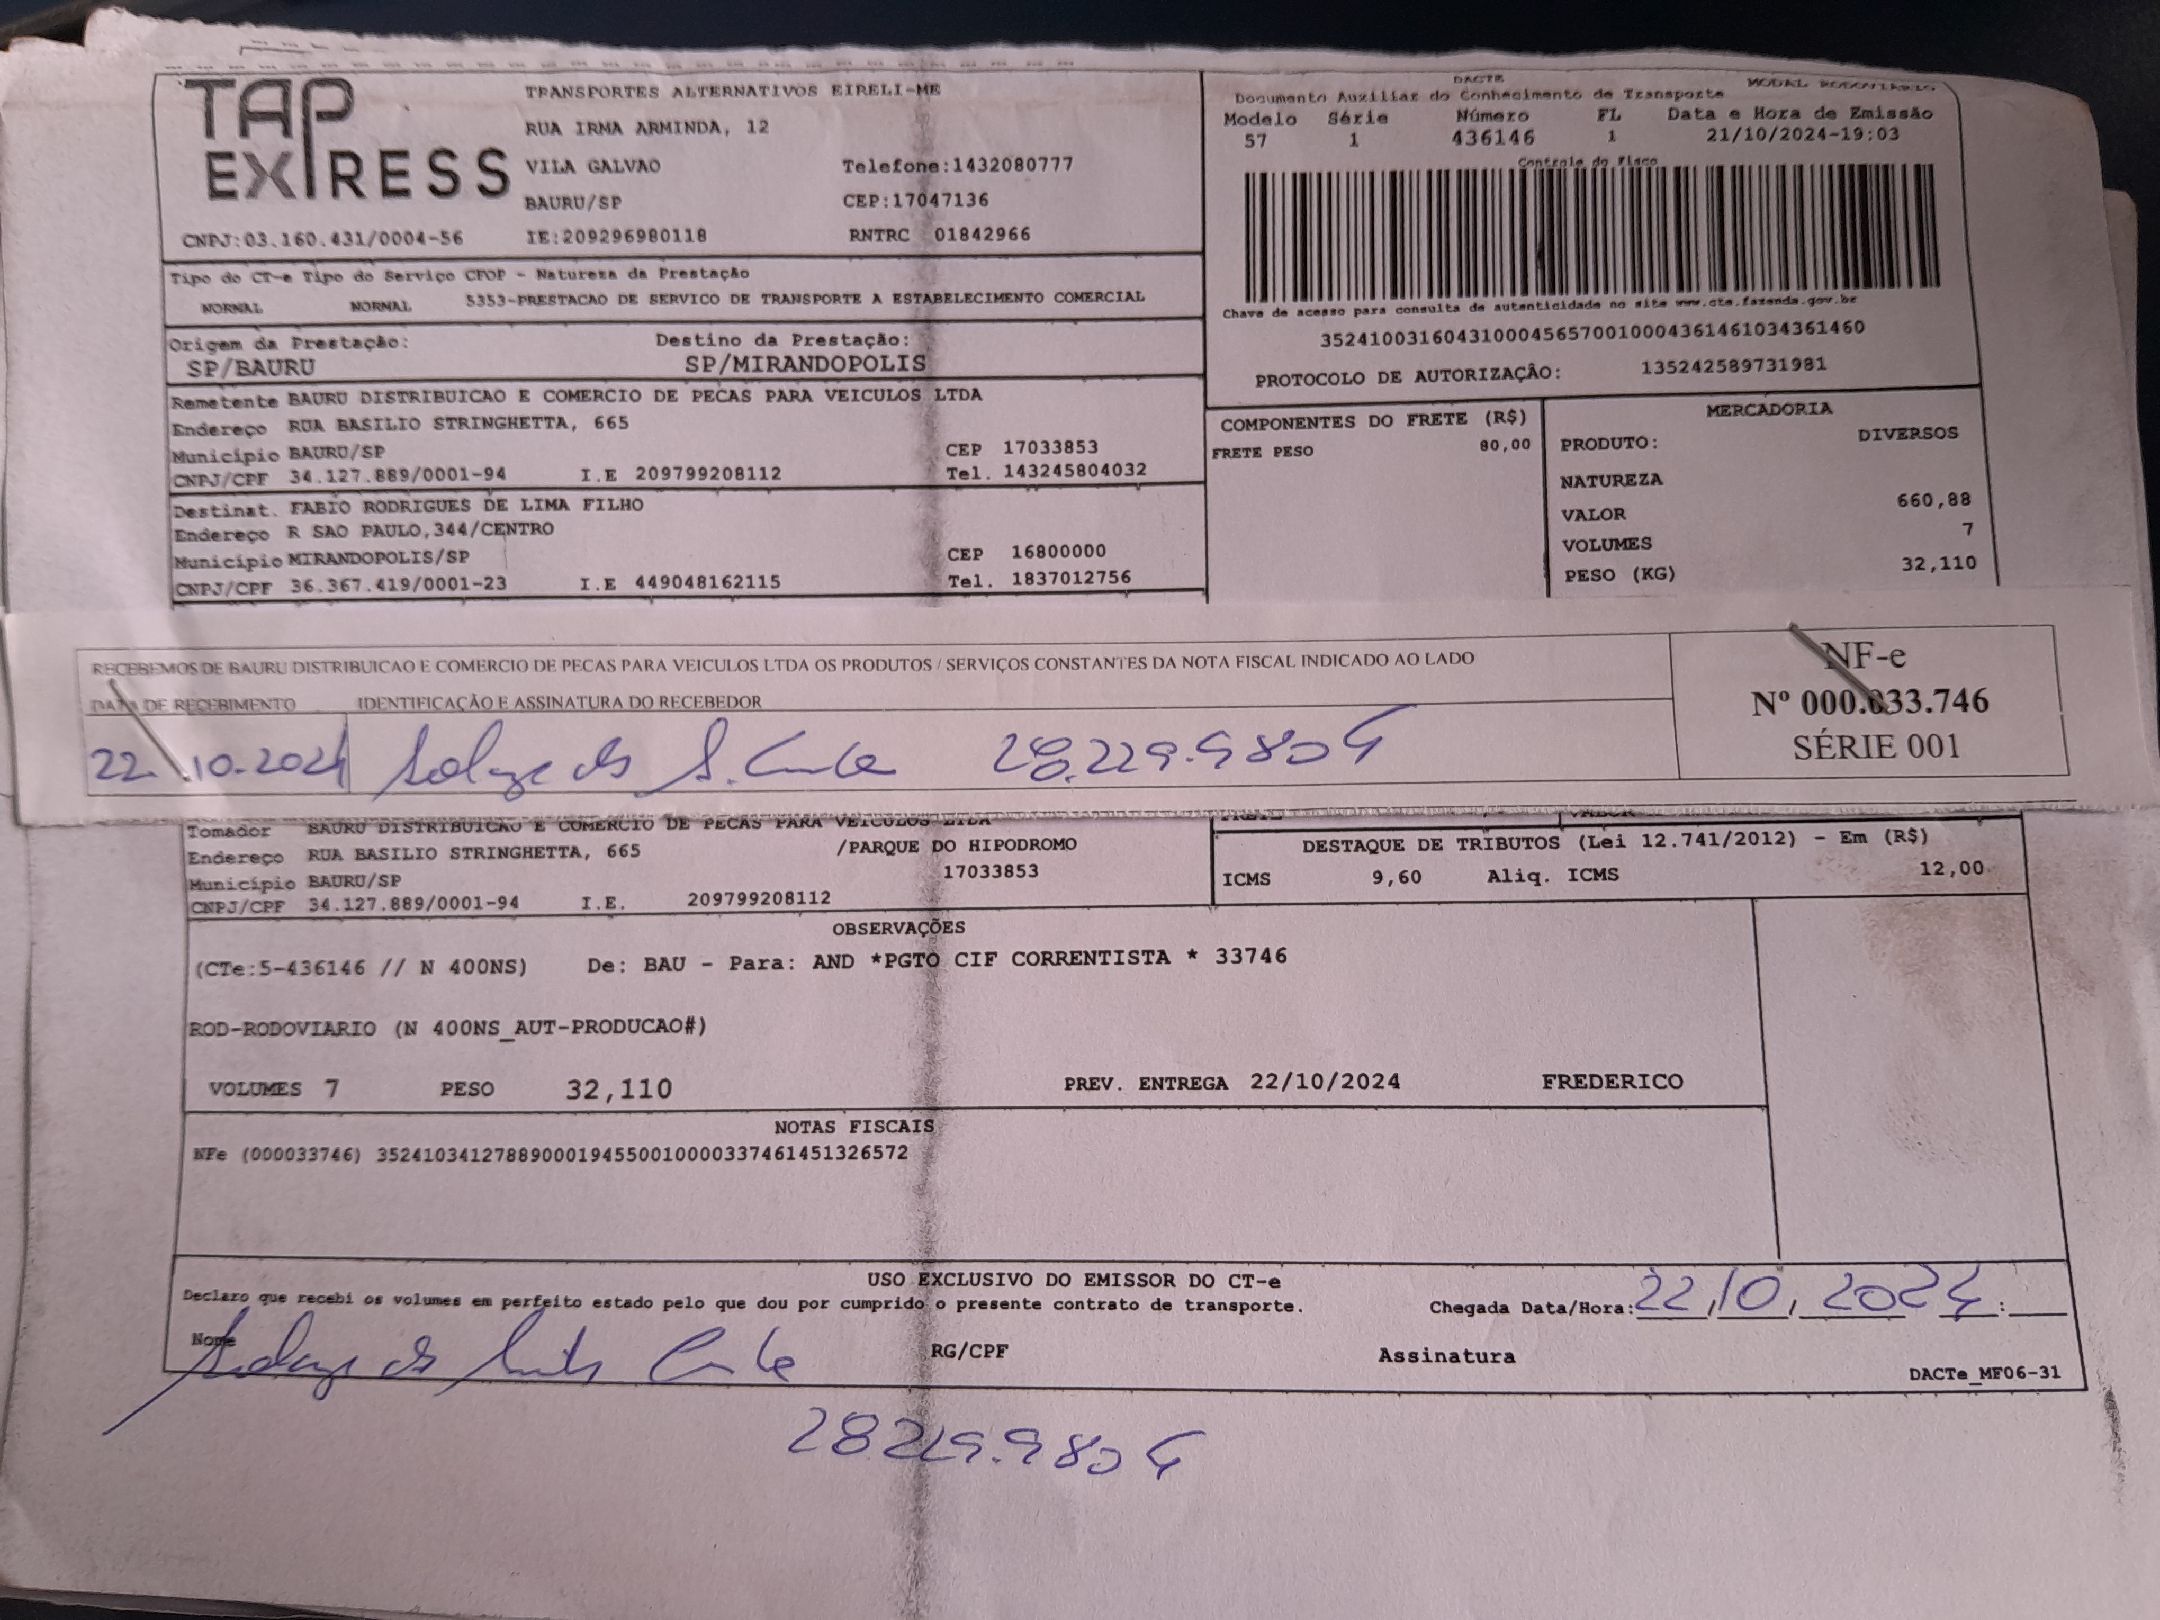 TAP EXPRESS
TRANSPORTES ALTERNATIVOS EIRELI-ME
RUA IRMA ARMINDA, 12
VILA GALVAO Telefone:1432080777
BAURU/SP CEP:17047136
CNPJ:03.160.431/0004-56 IE:209296980118 RNTRC 01842966
DACTE MODAL RODOVIÁRIO
Documento Auxiliar do Conhecimento de Transporte
Modelo Série Número FL Data e Hora de Emissão
57 1 436146 1 21/10/2024-19:03
Controle do Fisco
Chave de acesso para consulta de autenticidade no site www.cte.fazenda.gov.br
35241003160431000456570010004361461034361460
PROTOCOLO DE AUTORIZAÇÃO: 135242589731981
Tipo do CT-e Tipo do Serviço CFOP - Natureza da Prestação
NORMAL NORMAL 5353-PRESTACAO DE SERVICO DE TRANSPORTE A ESTABELECIMENTO COMERCIAL
Origem da Prestação: Destino da Prestação:
SP/BAURU SP/MIRANDOPOLIS
Remetente BAURU DISTRIBUICAO E COMERCIO DE PECAS PARA VEICULOS LTDA
Endereço RUA BASILIO STRINGHETTA, 665
Município BAURU/SP CEP 17033853
CNPJ/CPF 34.127.889/0001-94 I.E 209799208112 Tel. 143245804032
Destinat. FABIO RODRIGUES DE LIMA FILHO
Endereço R SAO PAULO,344/CENTRO
Município MIRANDOPOLIS/SP CEP 16800000
CNPJ/CPF 36.367.419/0001-23 I.E 449048162115 Tel. 1837012756
COMPONENTES DO FRETE (R$)
FRETE PESO 80,00
MERCADORIA
PRODUTO: DIVERSOS
NATUREZA
VALOR 660,88
VOLUMES 7
PESO (KG) 32,110
RECEBEMOS DE BAURU DISTRIBUICAO E COMERCIO DE PECAS PARA VEICULOS LTDA OS PRODUTOS / SERVIÇOS CONSTANTES DA NOTA FISCAL INDICADO AO LADO
DATA DE RECEBIMENTO IDENTIFICAÇÃO E ASSINATURA DO RECEBEDOR
22.10.2024 28.229.980
NF-e
Nº 000.033.746
SÉRIE 001
Tomador BAURU DISTRIBUICAO E COMERCIO DE PECAS PARA VEICULOS LTDA
Endereço RUA BASILIO STRINGHETTA, 665 /PARQUE DO HIPODROMO
Município BAURU/SP 17033853
CNPJ/CPF 34.127.889/0001-94 I.E. 209799208112
DESTAQUE DE TRIBUTOS (Lei 12.741/2012) - Em (R$)
ICMS 9,60 Aliq. ICMS 12,00
OBSERVAÇÕES
(CTe:5-436146 // N 400NS) De: BAU - Para: AND *PGTO CIF CORRENTISTA * 33746
ROD-RODOVIARIO (N 400NS_AUT-PRODUCAO#)
VOLUMES 7 PESO 32,110 PREV. ENTREGA 22/10/2024 FREDERICO
NOTAS FISCAIS
NFe (000033746) 35241034127889000194550010000337461451326572
USO EXCLUSIVO DO EMISSOR DO CT-e
Declaro que recebi os volumes em perfeito estado pelo que dou por cumprido o presente contrato de transporte. Chegada Data/Hora: 22,10,2024 :
Nome RG/CPF Assinatura
DACTe_MF06-31